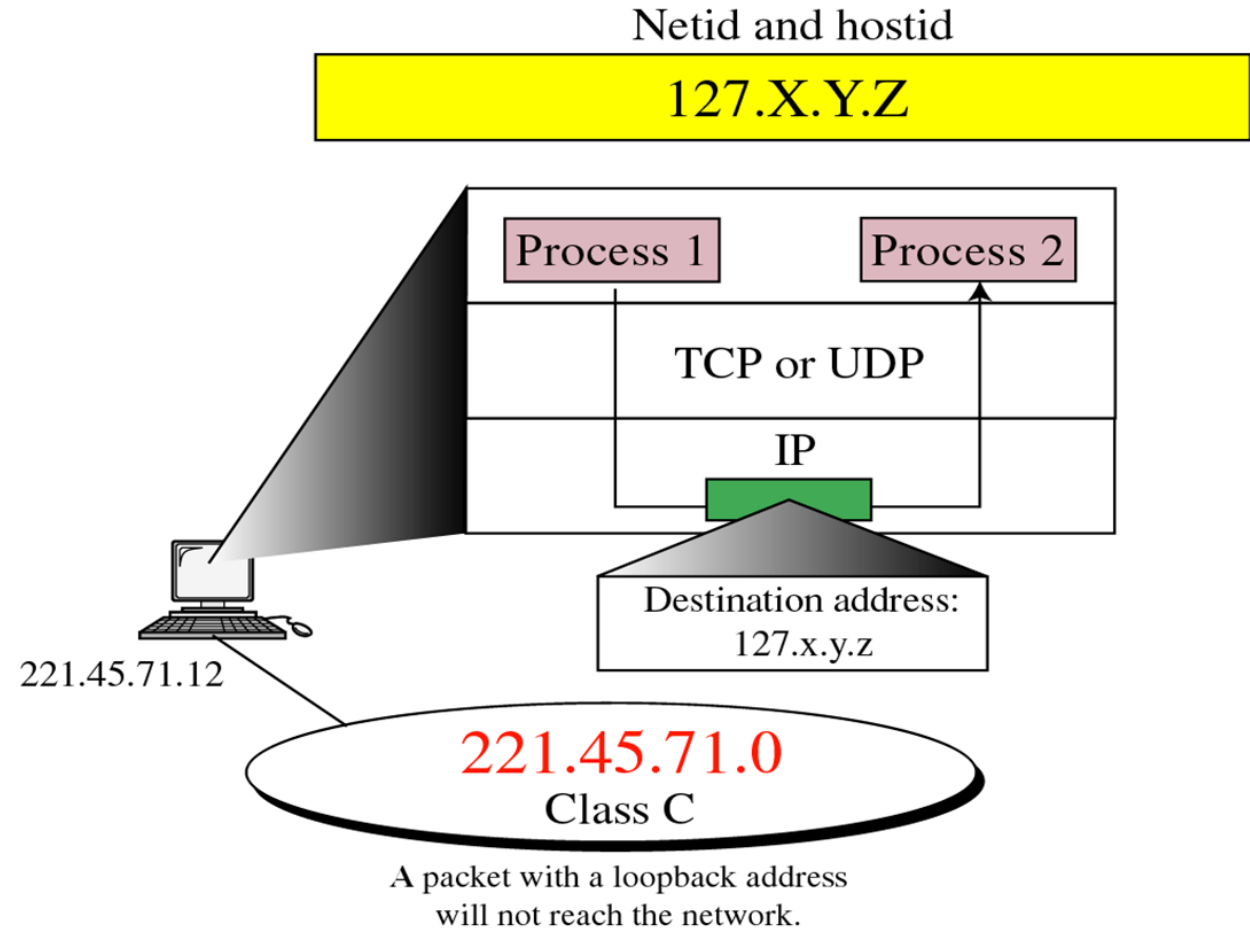 Netid and hostid
127.X.Y.Z
Process 1
Process 2
TCP or UDP
IP
Destination address:
127.x.y.z
221.45.71.12
221.45.71.0
Class C
A packet with a loopback address
will not reach the network.